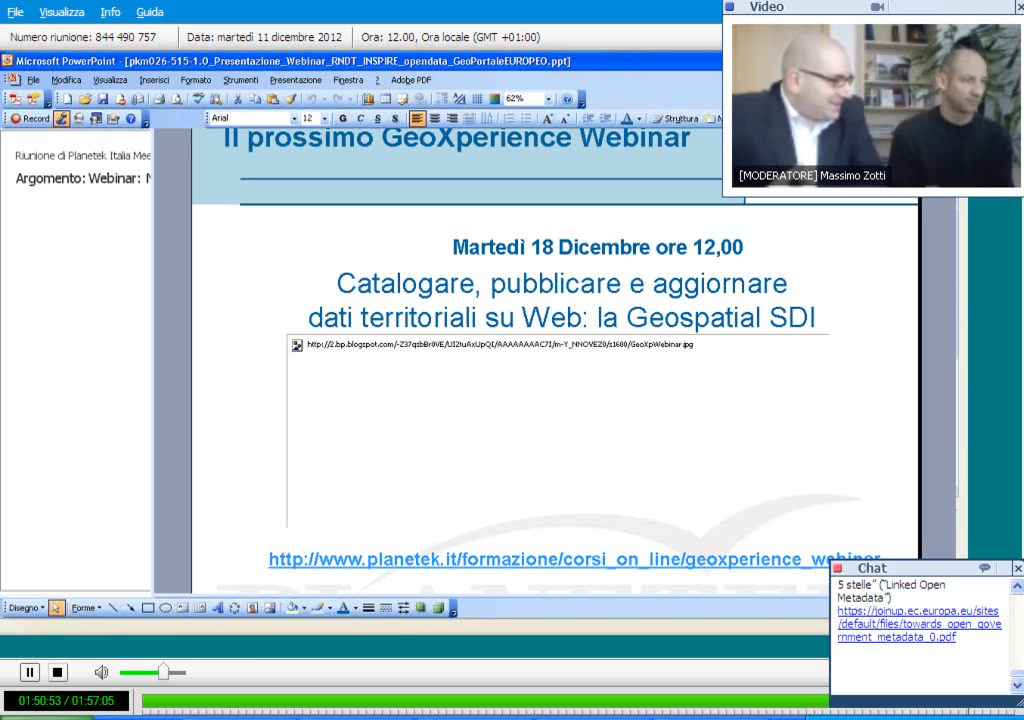 File Visualizza Info Guida
Numero riunione: 844 490 757
Data: martedì 11 dicembre 2012
Ora: 12.00, Ora locale (GMT +01:00)
Video
Microsoft PowerPoint - [pkm026-515-1.0_Presentazione_Webinar_RNDT_INSPIRE_opendata_GeoPortaleEUROPEO.ppt]
File Modifica Visualizza Inserisci Formato Strumenti Presentazione Finestra ? Adobe PDF
62%
Record
Arial
12
G C S S
Struttura
[MODERATORE] Massimo Zotti
Riunione di Planetek Italia Mee
Argomento: Webinar:
Il prossimo GeoXperience Webinar
Martedì 18 Dicembre ore 12,00
Catalogare, pubblicare e aggiornare
dati territoriali su Web: la Geospatial SDI
http://www.planetek.it/formazione/corsi_on_line/geoxperience_webinar
Chat
5 stelle" ("Linked Open
Metadata")
https://joinup.ec.europa.eu/sites
/default/files/towards_open_gove
rnment_metadata_0.pdf
Disegno
Forme
01:50:53 / 01:57:05